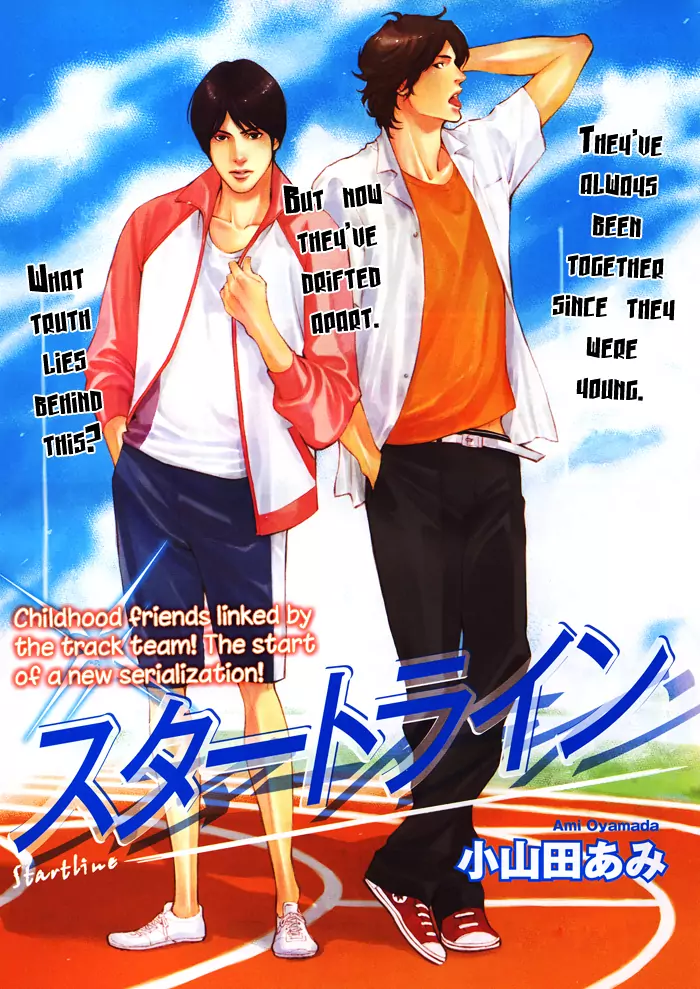 THEY'VE
ALWAYS
BEEN
TOGETHER
SINCE THEY
WERE
YOUNG.
BUT NOW
THEY'VE
DRIFTED
APART.
WHAT
TRUTH
LIES
BEHIND
THIS?
Childhood friends linked by
the track team! The start
of a new serialization!
スタートライン
Startline
Ami Oyamada
小山田あみ